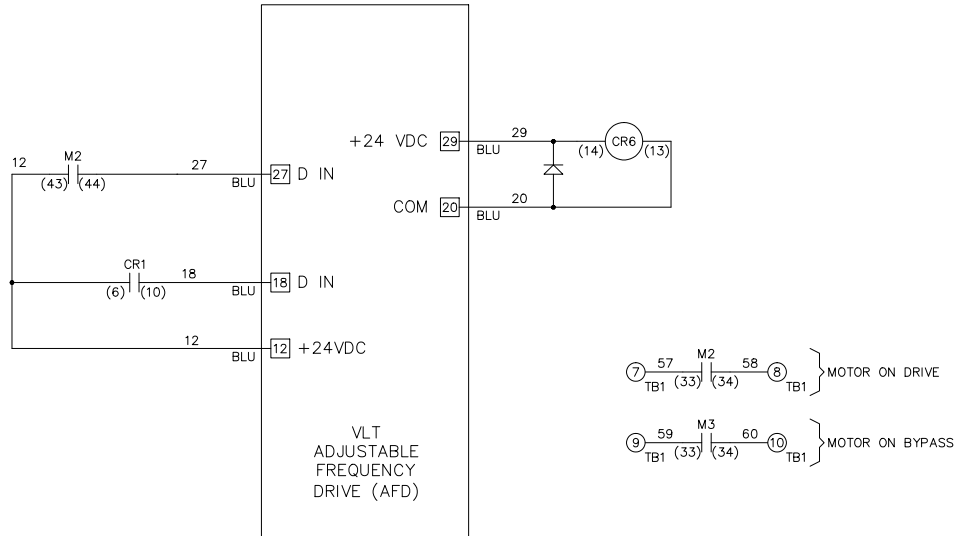 +24 VDC 29 29 BLU (14) CR6 (13)
12 M2 (43) (44) 27 BLU 27 D IN
COM 20 20 BLU
CR1 (6) (10) 18 BLU 18 D IN
12 BLU 12 +24VDC
7 TB1 57 M2 (33) (34) 58 8 TB1 MOTOR ON DRIVE
9 TB1 59 M3 (33) (34) 60 10 TB1 MOTOR ON BYPASS
VLT
ADJUSTABLE
FREQUENCY
DRIVE (AFD)